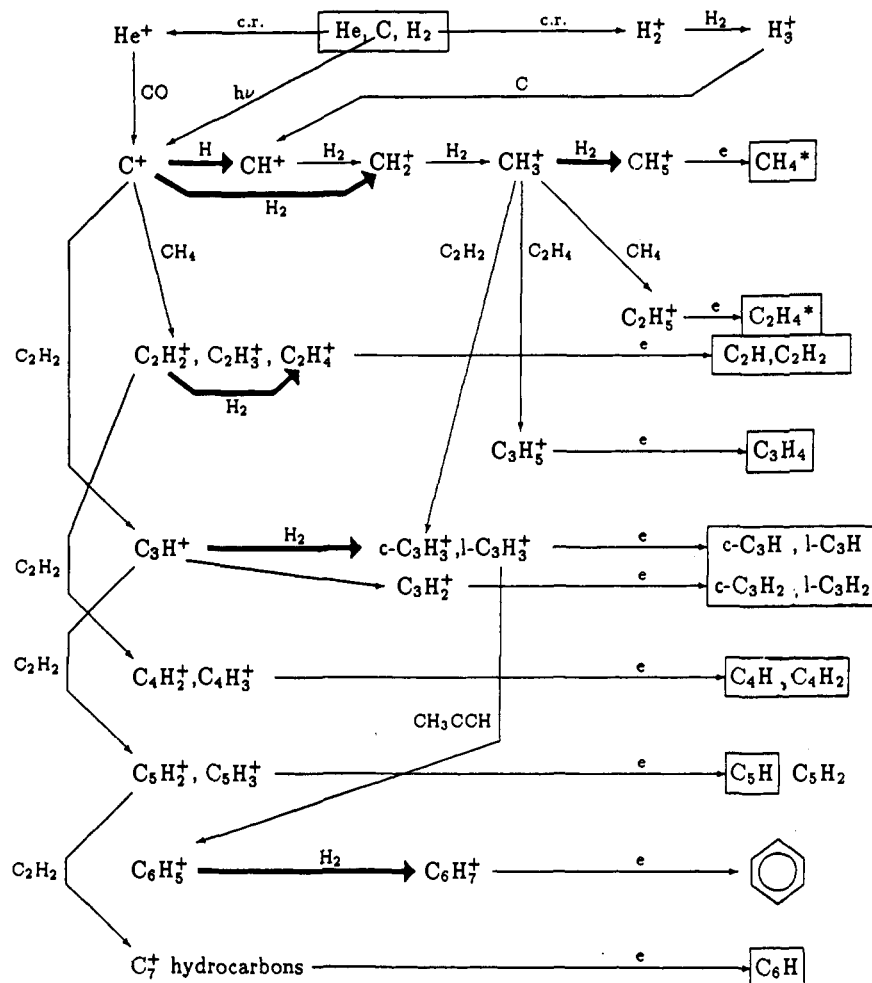 He⁺ c.r. He, C, H₂ c.r. H₂⁺ H₂ H₃⁺
CO hν C
C⁺ H CH⁺ H₂ CH₂⁺ H₂ CH₃⁺ H₂ CH₅⁺ e CH₄*
H₂
CH₄ C₂H₂ C₂H₄ CH₄
C₂H₅⁺ e C₂H₄*
C₂H₂ C₂H₂⁺, C₂H₃⁺, C₂H₄⁺ e C₂H,C₂H₂
H₂
C₃H₅⁺ e C₃H₄
C₃H⁺ H₂ c-C₃H₃⁺,l-C₃H₃⁺ e c-C₃H , l-C₃H
C₂H₂ C₃H₂⁺ e c-C₃H₂ , l-C₃H₂
C₂H₂ C₄H₂⁺,C₄H₃⁺ e C₄H , C₄H₂
CH₃CCH
C₅H₂⁺, C₅H₃⁺ e C₅H C₅H₂
C₂H₂ C₆H₅⁺ H₂ C₆H₇⁺ e
C₇⁺ hydrocarbons e C₆H